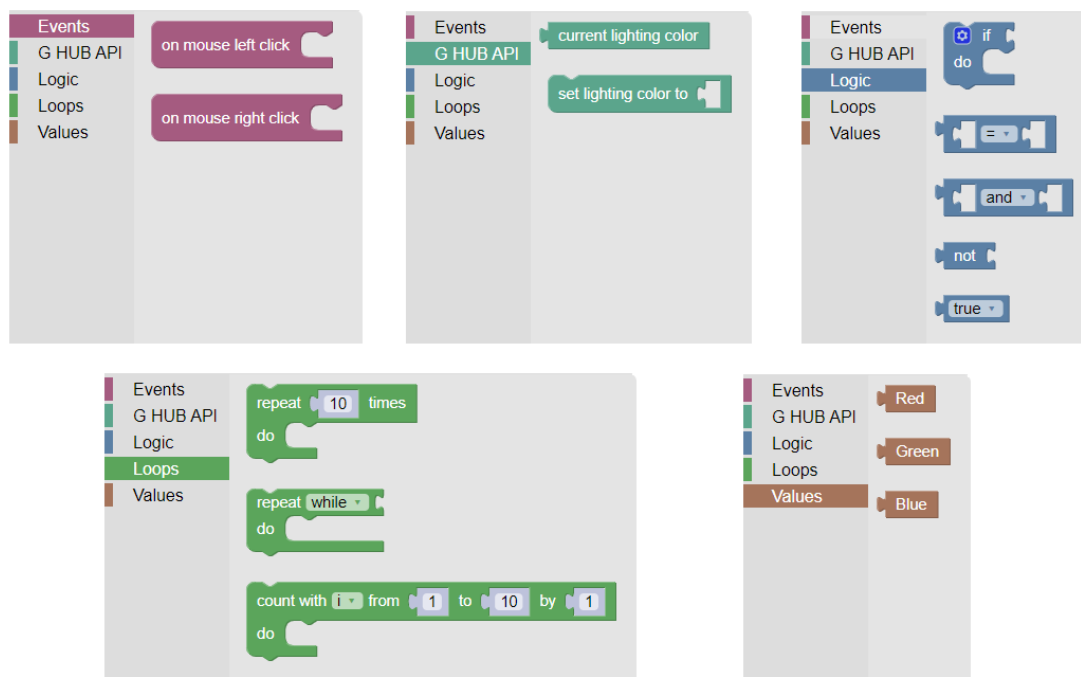 Events
G HUB API
Logic
Loops
Values
on mouse left click
on mouse right click
Events
G HUB API
Logic
Loops
Values
current lighting color
set lighting color to
Events
G HUB API
Logic
Loops
Values
if
do
=
and
not
true
Events
G HUB API
Logic
Loops
Values
repeat 10 times
do
repeat while
do
count with i from 1 to 10 by 1
do
Events
G HUB API
Logic
Loops
Values
Red
Green
Blue